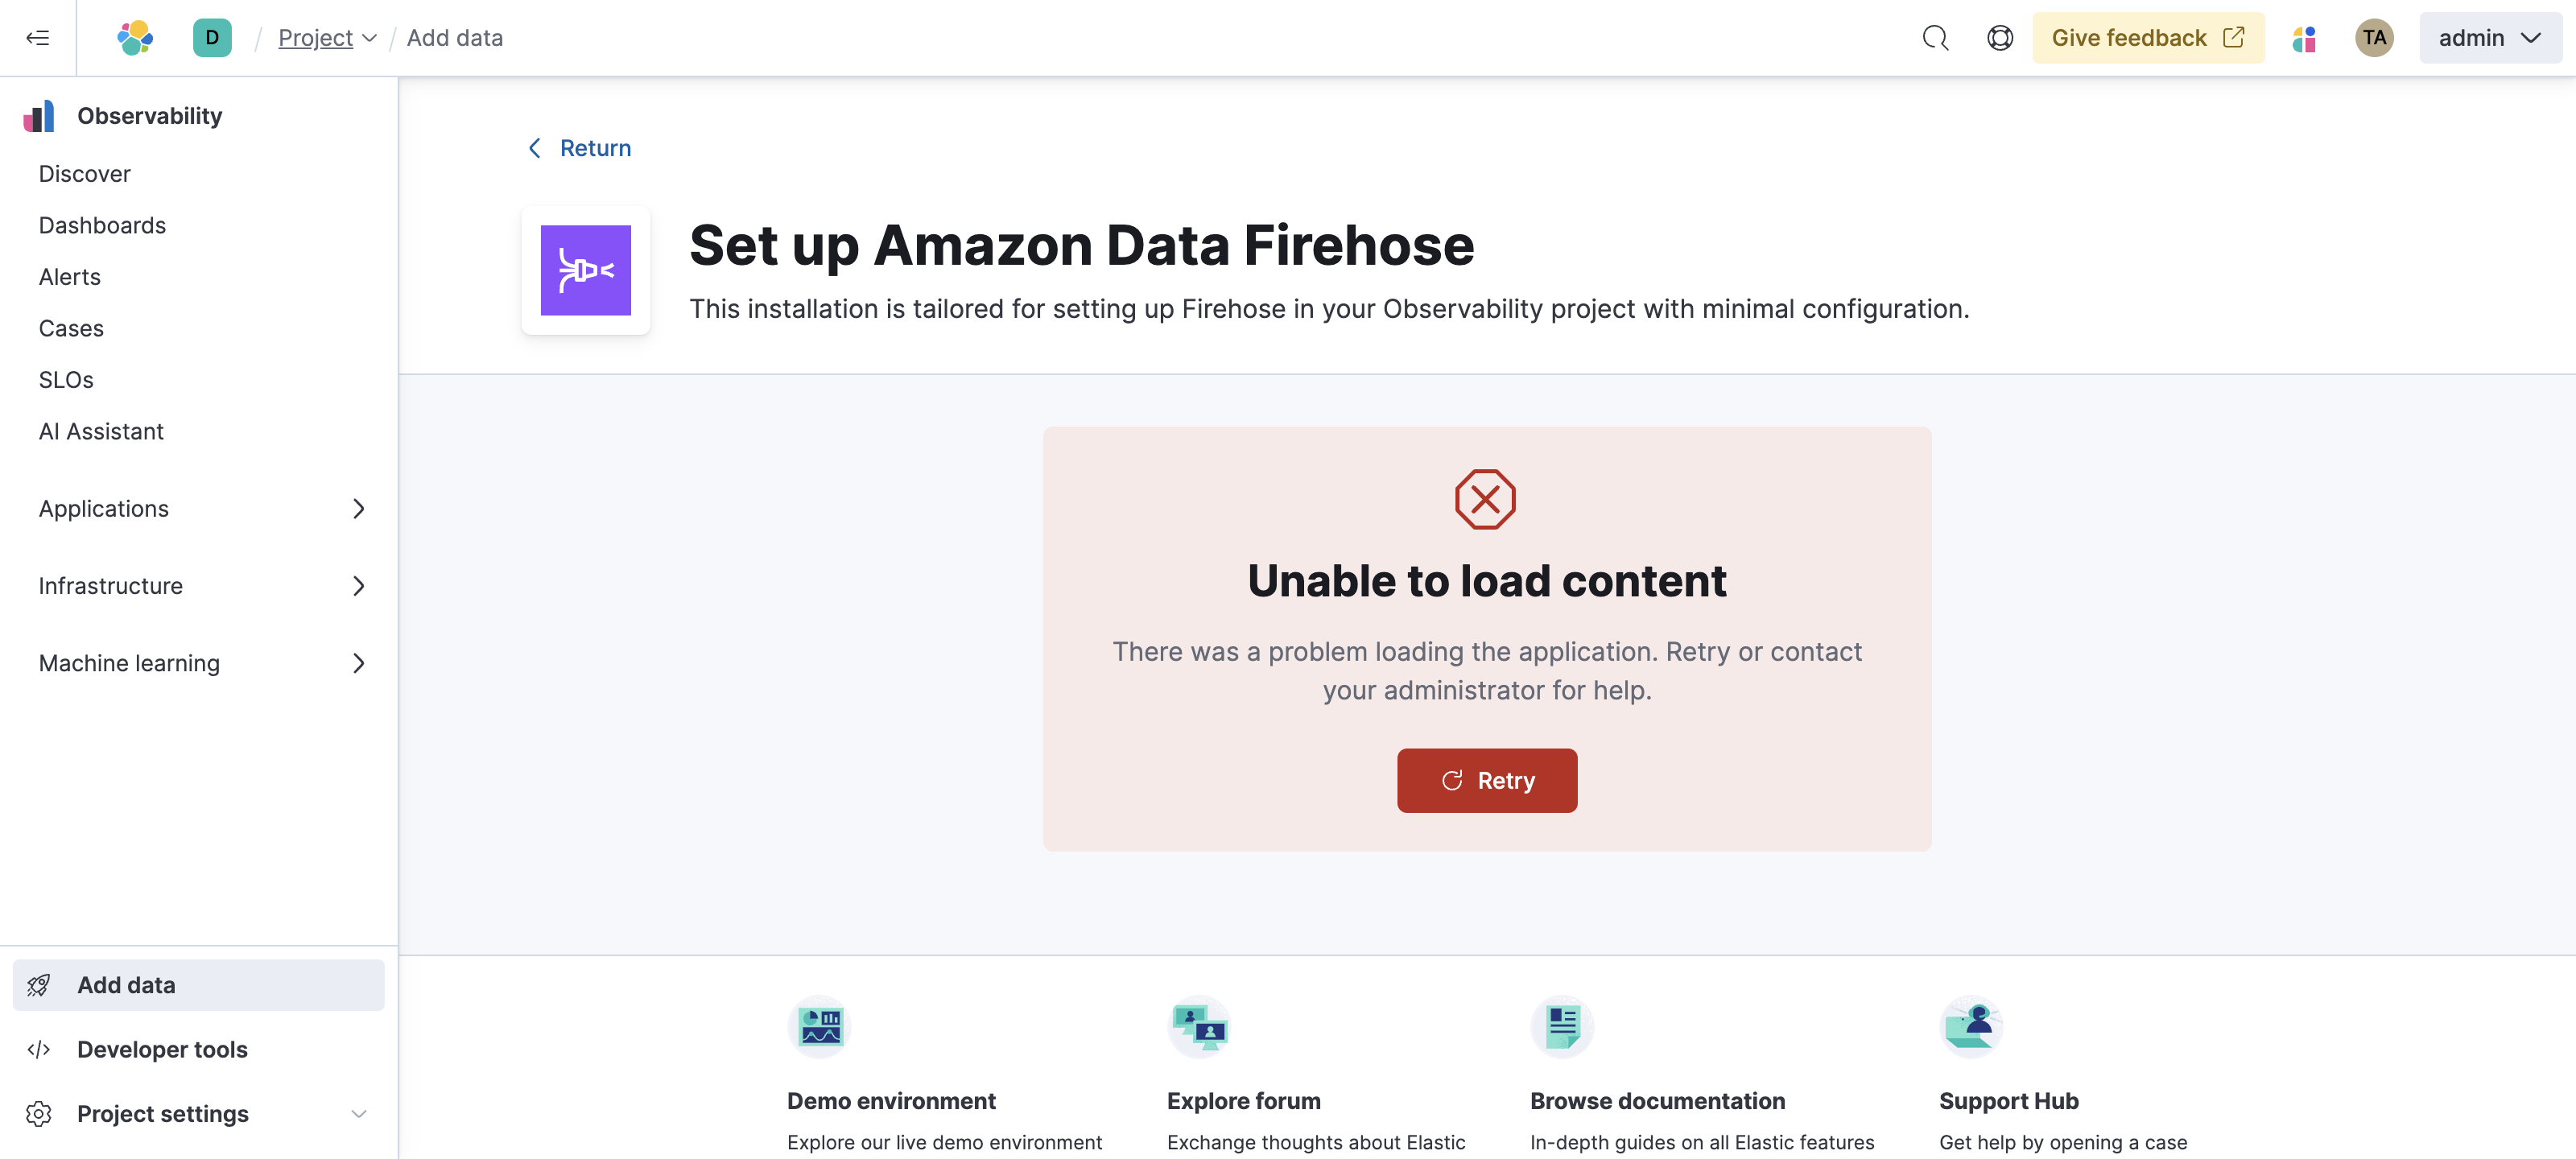 D / Project / Add data
Give feedback
TA
admin
Observability
Discover
Dashboards
Alerts
Cases
SLOs
AI Assistant
Applications
Infrastructure
Machine learning
Add data
Developer tools
Project settings
Return
Set up Amazon Data Firehose
This installation is tailored for setting up Firehose in your Observability project with minimal configuration.
Unable to load content
There was a problem loading the application. Retry or contact
your administrator for help.
Retry
Demo environment
Explore our live demo environment
Explore forum
Exchange thoughts about Elastic
Browse documentation
In-depth guides on all Elastic features
Support Hub
Get help by opening a case